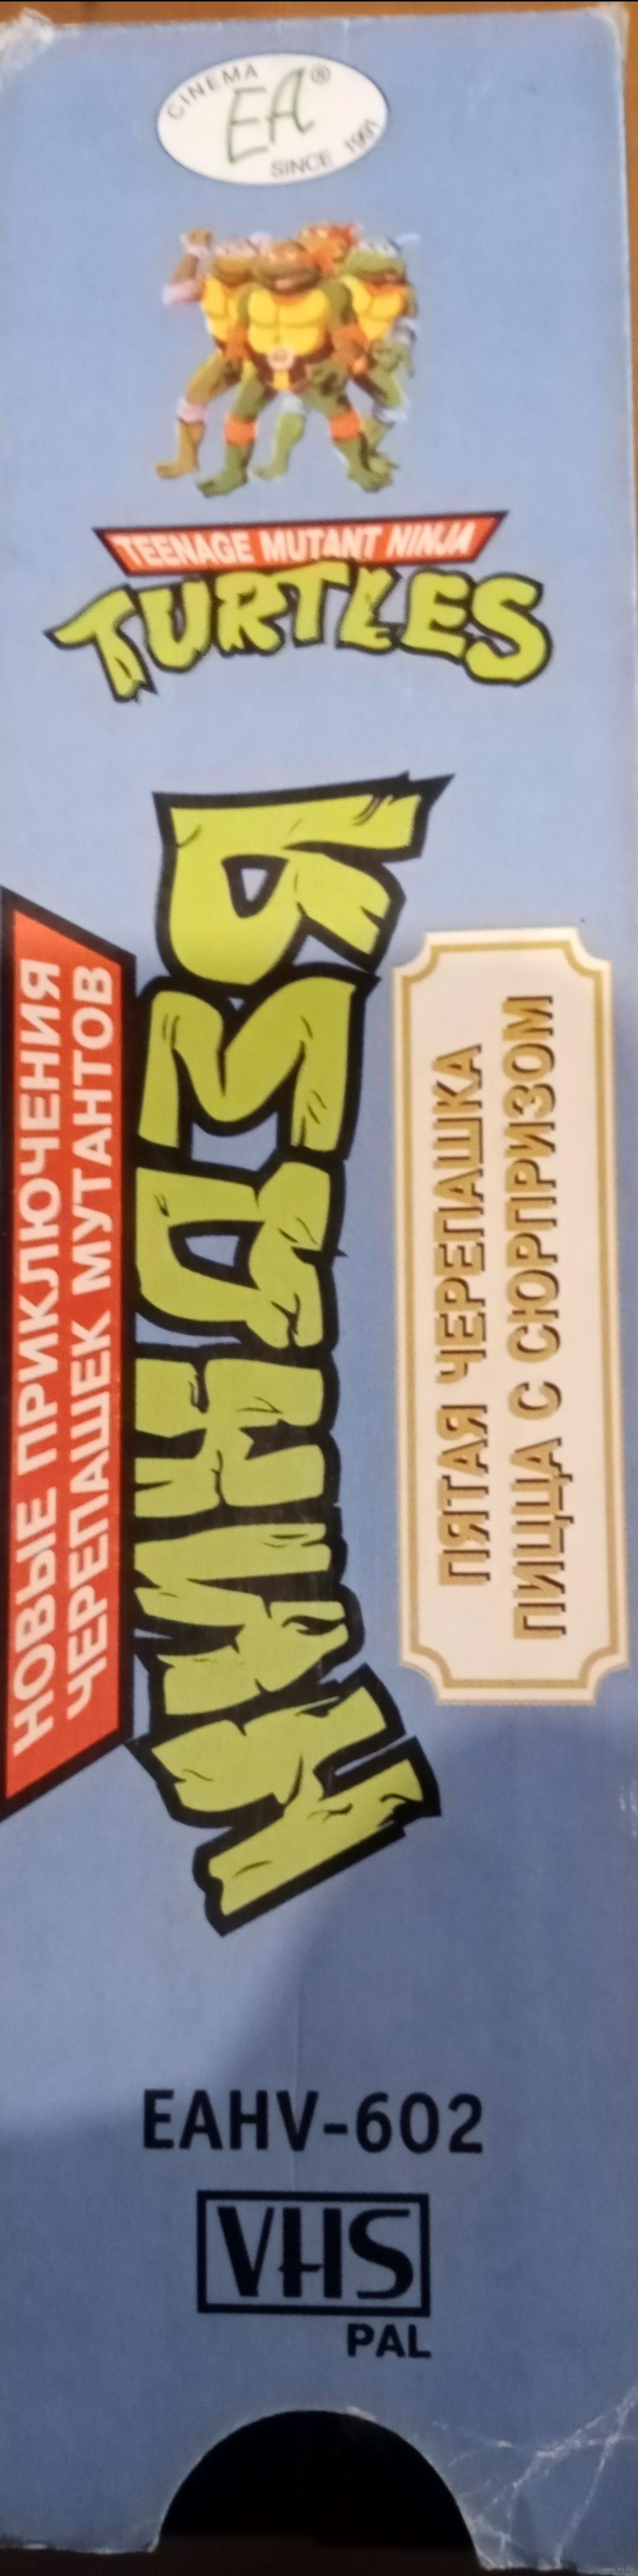 CINEMA
EA®
SINCE 1991
TEENAGE MUTANT NINJA
TURTLES
НОВЫЕ ПРИКЛЮЧЕНИЯ
ЧЕРЕПАШЕК МУТАНТОВ
НИНДЗЯ
ПЯТАЯ ЧЕРЕПАШКА
ПИЦЦА С СЮРПРИЗОМ
EAHV-602
VHS
PAL